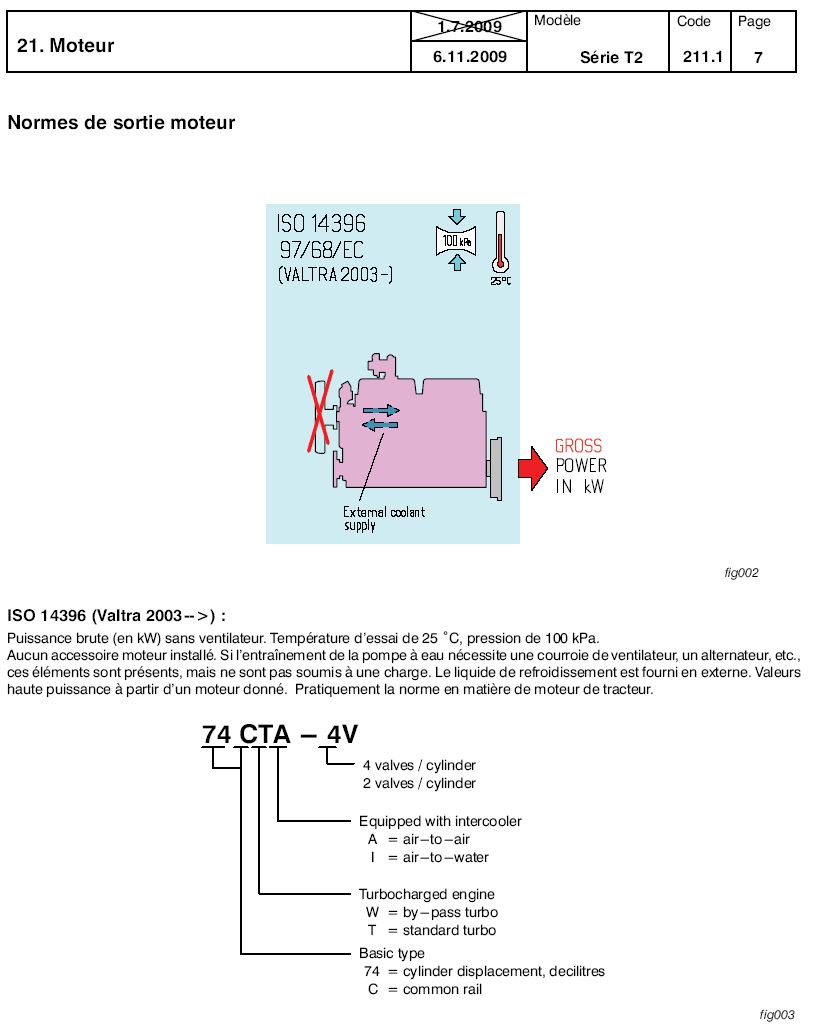 21. Moteur
1.7.2009
6.11.2009
Modèle
Série T2
Code
211.1
Page
7
Normes de sortie moteur
ISO 14396
97/68/EC
(VALTRA 2003-)
100 kPa
25°C
External coolant
supply
GROSS
POWER
IN kW
fig002
ISO 14396 (Valtra 2003-->) :
Puissance brute (en kW) sans ventilateur. Température d'essai de 25 ˚C, pression de 100 kPa.
Aucun accessoire moteur installé. Si l'entraînement de la pompe à eau nécessite une courroie de ventilateur, un alternateur, etc.,
ces éléments sont présents, mais ne sont pas soumis à une charge. Le liquide de refroidissement est fourni en externe. Valeurs
haute puissance à partir d'un moteur donné. Pratiquement la norme en matière de moteur de tracteur.
74 CTA – 4V
4 valves / cylinder
2 valves / cylinder
Equipped with intercooler
A = air–to–air
I = air–to–water
Turbocharged engine
W = by–pass turbo
T = standard turbo
Basic type
74 = cylinder displacement, decilitres
C = common rail
fig003